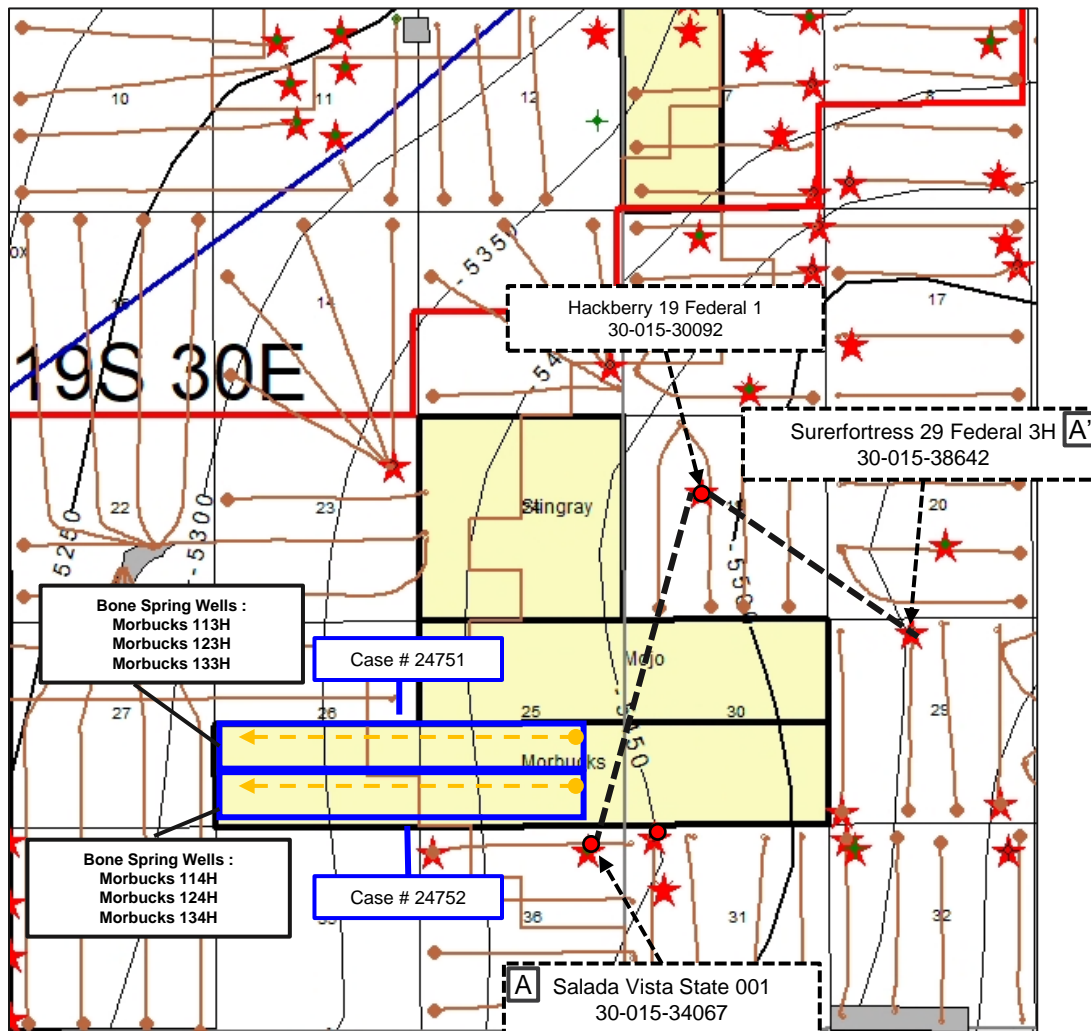 10
11
12
7
8
-5350
14
17
Hackberry 19 Federal 1
30-015-30092
19S 30E
Surerfortress 29 Federal 3H
30-015-38642
A'
22
23
Stingray
20
5250
-5300
-5500
Bone Spring Wells :
Morbucks 113H
Morbucks 123H
Morbucks 133H
Case # 24751
Mojo
27
26
25
30
29
-5450
Morbucks
Bone Spring Wells :
Morbucks 114H
Morbucks 124H
Morbucks 134H
Case # 24752
36
31
32
A
Salada Vista State 001
30-015-34067